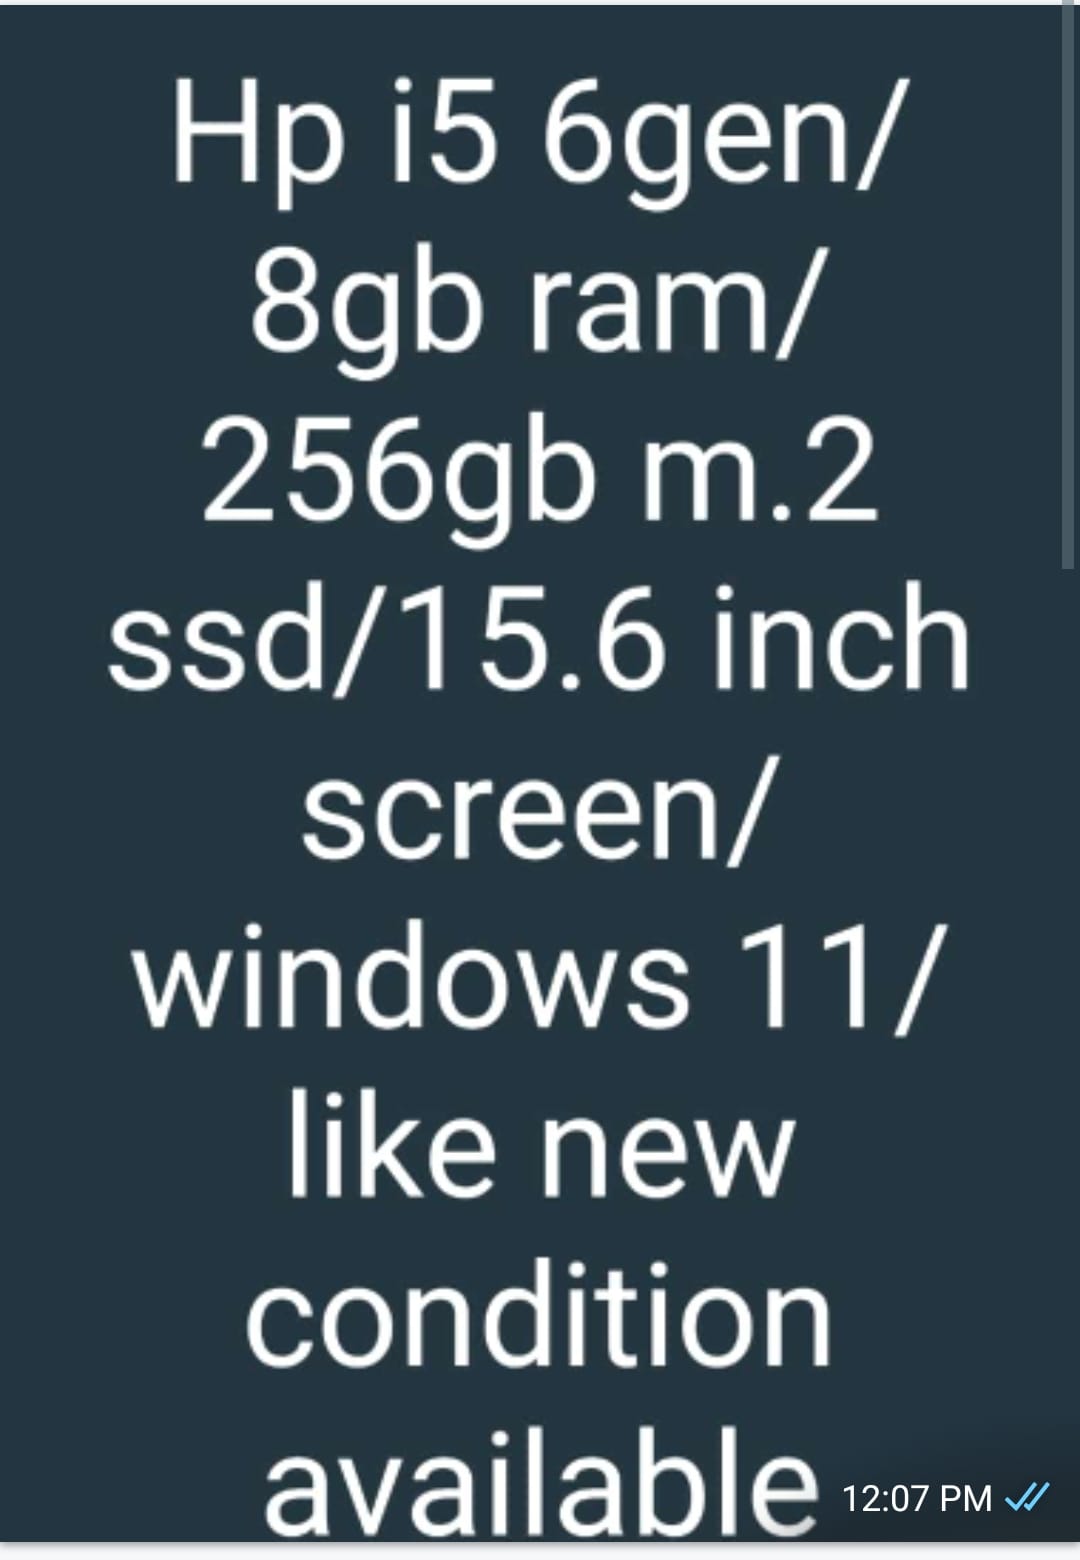 Hp i5 6gen/
8gb ram/
256gb m.2
ssd/15.6 inch
screen/
windows 11/
like new
condition
available
12:07 PM